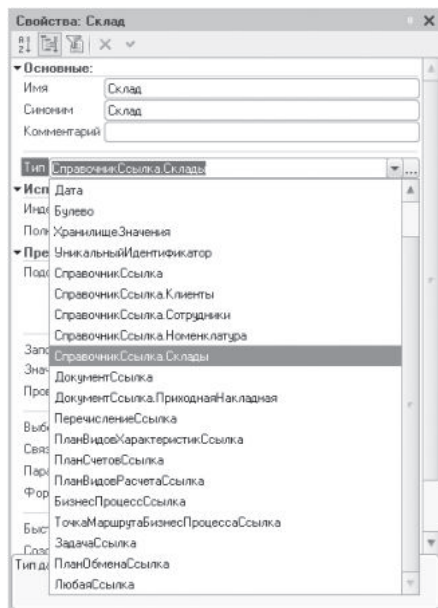 Свойства: Склад
Основные:
Имя Склад
Синоним Склад
Комментарий
Тип СправочникСсылка.Склады
Дата
Булево
ХранилищеЗначения
УникальныйИдентификатор
СправочникСсылка
СправочникСсылка.Клиенты
СправочникСсылка.Сотрудники
СправочникСсылка.Номенклатура
СправочникСсылка.Склады
ДокументСсылка
ДокументСсылка.ПриходнаяНакладная
ПеречислениеСсылка
ПланВидовХарактеристикСсылка
ПланСчетовСсылка
ПланВидовРасчетаСсылка
БизнесПроцессСсылка
ТочкаМаршрутаБизнесПроцессаСсылка
ЗадачаСсылка
ПланОбменаСсылка
ЛюбаяСсылка